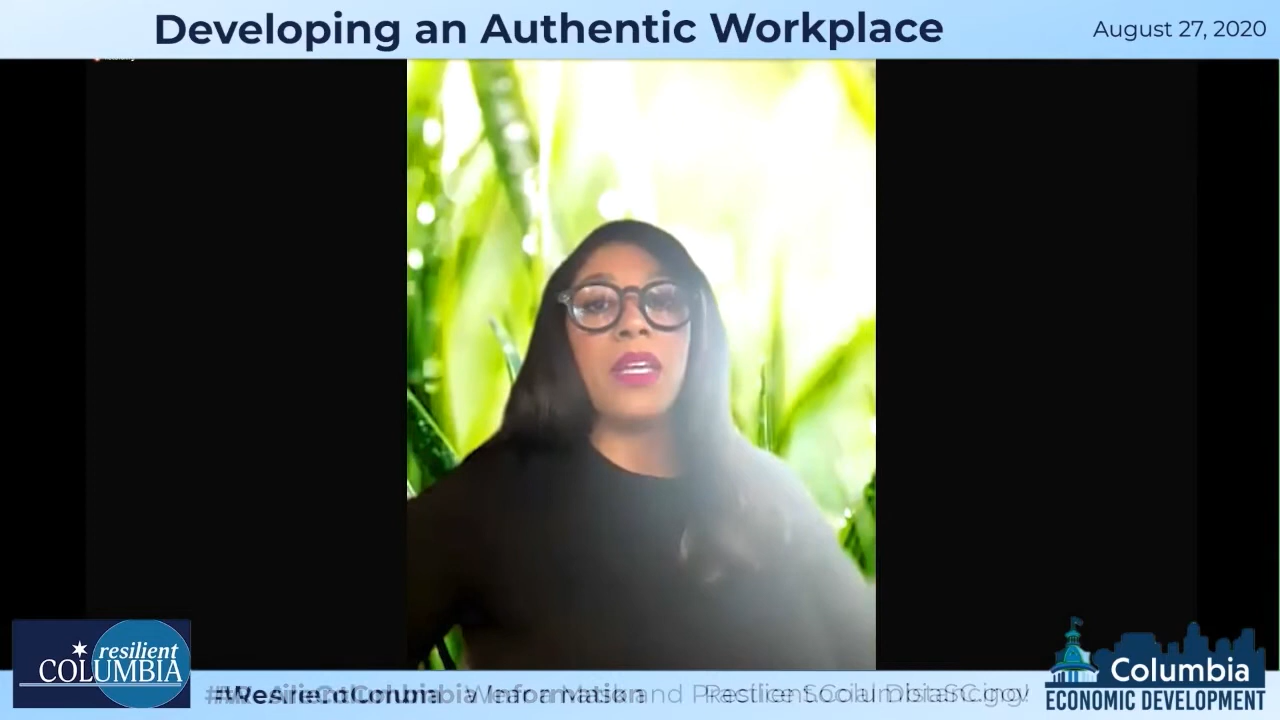 Developing an Authentic Workplace
August 27, 2020
resilient
COLUMBIA
Columbia
ECONOMIC DEVELOPMENT